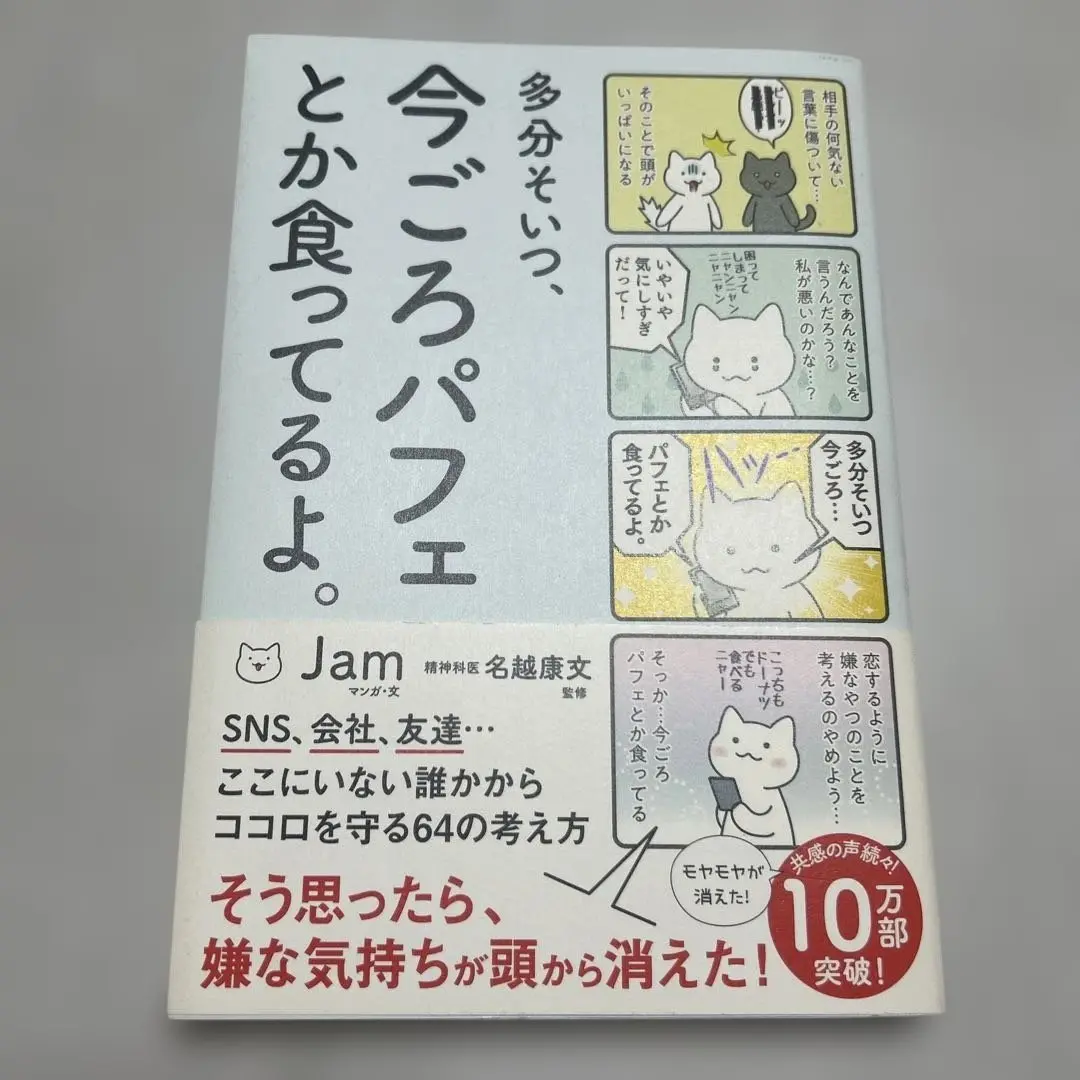 多分そいつ、
今ごろパフェ
とか食ってるよ。
相手の何気ない
言葉に傷ついて…
ピーッ
そのことで頭が
いっぱいになる
なんであんなことを
言うんだろう?
私が悪いのかな…?
困って
しまって
ニャンニャン
ニャニャン
いやいや
気にしすぎ
だって!
多分そいつ
今ごろ…
ハッ…
パフェとか
食ってるよ。
恋するように
嫌なやつのことを
考えるのやめよう…
こっちも
ドーナツ
でも
食べる
ニャー
そっか…今ごろ
パフェとか食ってる
Jam
マンガ・文
精神科医 名越康文
監修
SNS、会社、友達…
ここにいない誰かから
ココロを守る64の考え方
そう思ったら、
嫌な気持ちが頭から消えた!
モヤモヤが
消えた!
共感の声続々!
10万部
突破!